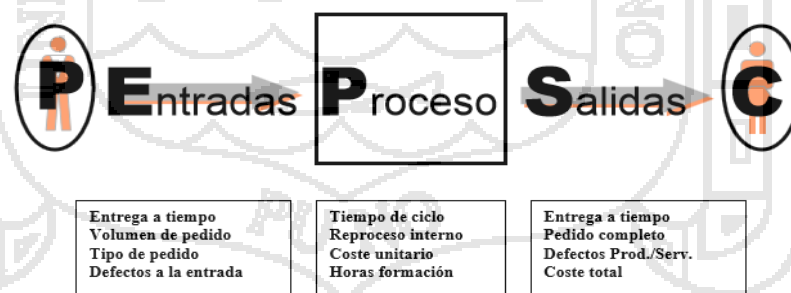 P Entradas Proceso Salidas C
Entrega a tiempo
Volumen de pedido
Tipo de pedido
Defectos a la entrada
Tiempo de ciclo
Reproceso interno
Coste unitario
Horas formación
Entrega a tiempo
Pedido completo
Defectos Prod./Serv.
Coste total